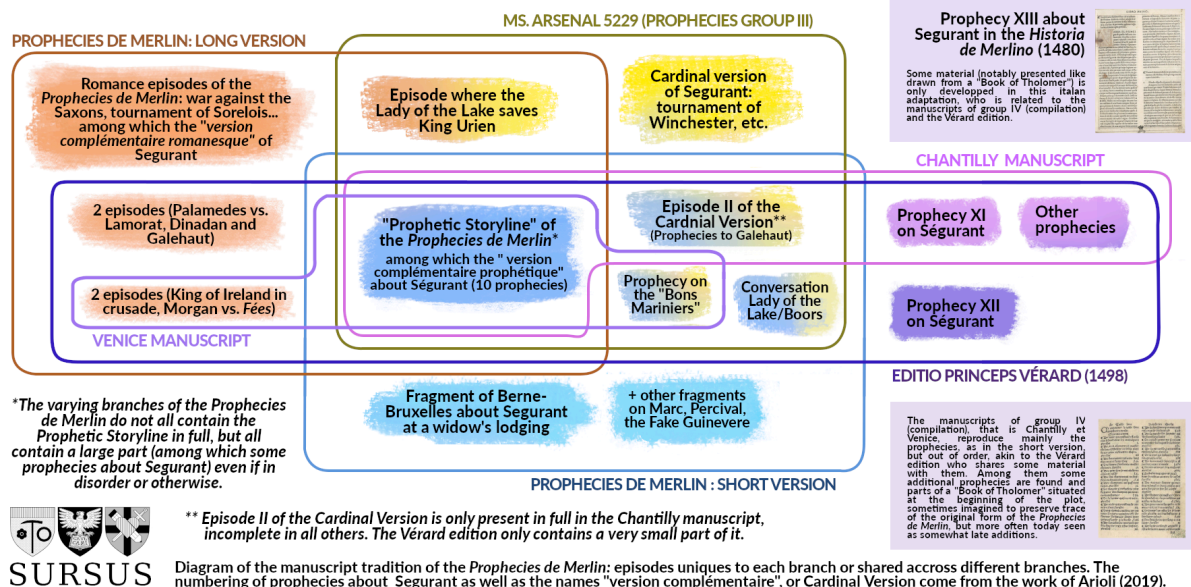 MS. ARSENAL 5229 (PROPHECIES GROUP III)
PROPHECIES DE MERLIN: LONG VERSION
Romance episodes of the
Prophecies de Merlin: war against the
Saxons, tournament of Sorelois...
among which the "version
complémentaire romanesque" of
Segurant
Episode where the
Lady of the Lake saves
King Urien
Cardinal version
of Segurant:
tournament of
Winchester, etc.
Prophecy XIII about
Segurant in the Historia
de Merlino (1480)
Some material (notably presented like
drawn from a "Book of Tholomer") is
only developped in this italan
adaptation, who is related to the
manuscripts of group IV (compilation)
and the Vérard edition.
CHANTILLY MANUSCRIPT
2 episodes (Palamedes vs.
Lamorat, Dinadan and
Galehaut)
"Prophetic Storyline" of
the Prophecies de Merlin*
among which the " version
complémentaire prophétique"
about Ségurant (10 prophecies)
Episode II of the
Cardnial Version**
(Prophecies to Galehaut)
Prophecy XI
on Ségurant
Other
prophecies
2 episodes (King of Ireland in
crusade, Morgan vs. Fées)
Prophecy on
the "Bons
Mariniers"
Conversation
Lady of the
Lake/Boors
Prophecy XII
on Ségurant
VENICE MANUSCRIPT
EDITIO PRINCEPS VÉRARD (1498)
Fragment of Berne-
Bruxelles about Segurant
at a widow's lodging
+ other fragments
on Marc, Percival,
the Fake Guinevere
*The varying branches of the Prophecies
de Merlin do not all contain the
Prophetic Storyline in full, but all
contain a large part (among which some
prophecies about Segurant) even if in
disorder or otherwise.
PROPHECIES DE MERLIN : SHORT VERSION
The manuscripts of group IV
(compilation), that is Chantilly et
Venice, reproduce mainly the
prophecies, as in the short version,
but out of order, akin to the Vérard
edition who shares some material
with them. Among them some
additional prophecies are found and
parts of a "Book of Tholomer" situated
at the beginning of the plot,
sometimes imagined to preserve trace
of the original form of the Prophecies
de Merlin, but more often today seen
as somewhat late additions.
** Episode II of the Cardinal Version is only present in full in the Chantilly manuscript,
incomplete in all others. The Vérard edition only contains a very small part of it.
SURSUS
Diagram of the manuscript tradition of the Prophecies de Merlin: episodes uniques to each branch or shared accross different branches. The
numbering of prophecies about Segurant as well as the names "version complémentaire", or Cardinal Version come from the work of Arioli (2019).